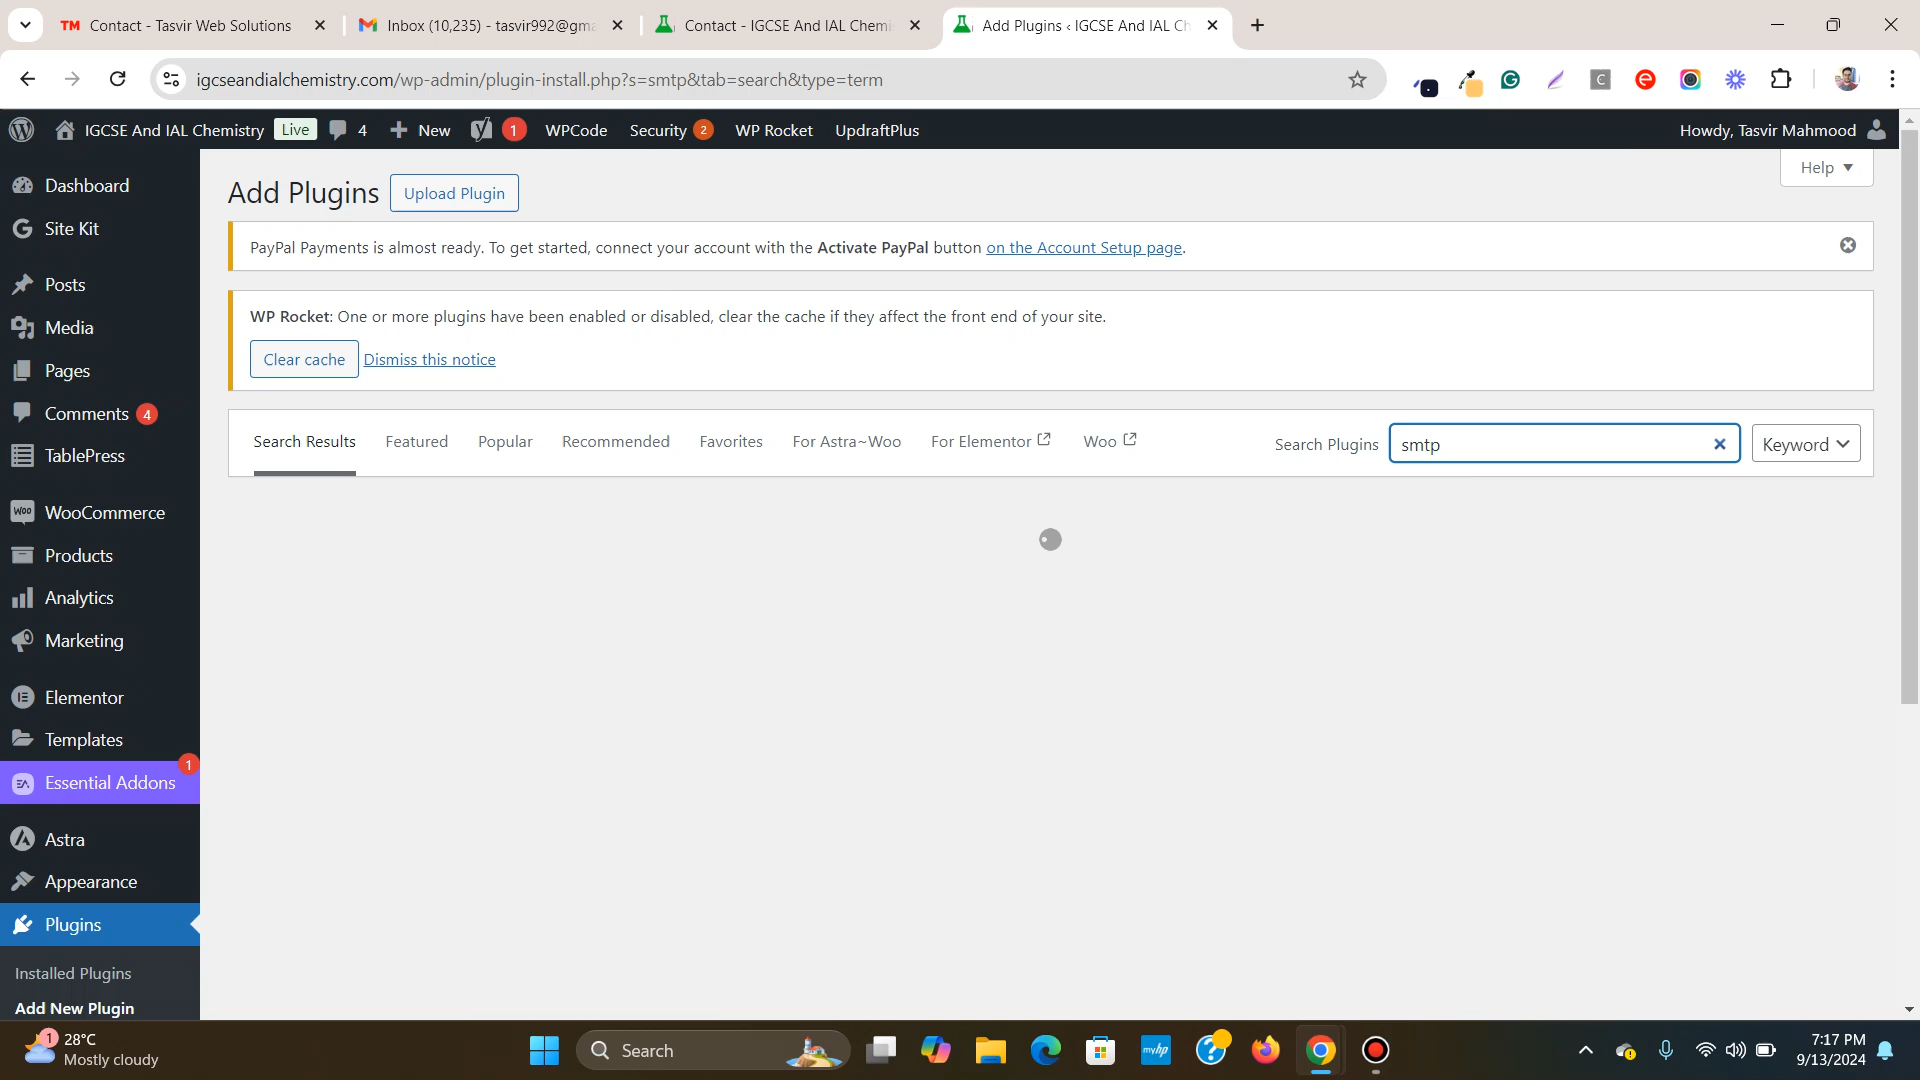 Contact - Tasvir Web Solutions
Inbox (10,235) - tasvir992@gma
Contact - IGCSE And IAL Chemi
Add Plugins ‹ IGCSE And IAL Ch
igcseandialchemistry.com/wp-admin/plugin-install.php?s=smtp&tab=search&type=term
IGCSE And IAL Chemistry Live 4 New 1 WPCode Security 2 WP Rocket UpdraftPlus Howdy, Tasvir Mahmood
Help
Dashboard
Site Kit
Posts
Media
Pages
Comments 4
TablePress
WooCommerce
Products
Analytics
Marketing
Elementor
Templates
Essential Addons 1
Astra
Appearance
Plugins
Installed Plugins
Add New Plugin
Add Plugins Upload Plugin
PayPal Payments is almost ready. To get started, connect your account with the Activate PayPal button on the Account Setup page.
WP Rocket: One or more plugins have been enabled or disabled, clear the cache if they affect the front end of your site.
Clear cache Dismiss this notice
Search Results Featured Popular Recommended Favorites For Astra~Woo For Elementor Woo Search Plugins smtp Keyword
1 28°C
Mostly cloudy
Search
myhp
7:17 PM
9/13/2024